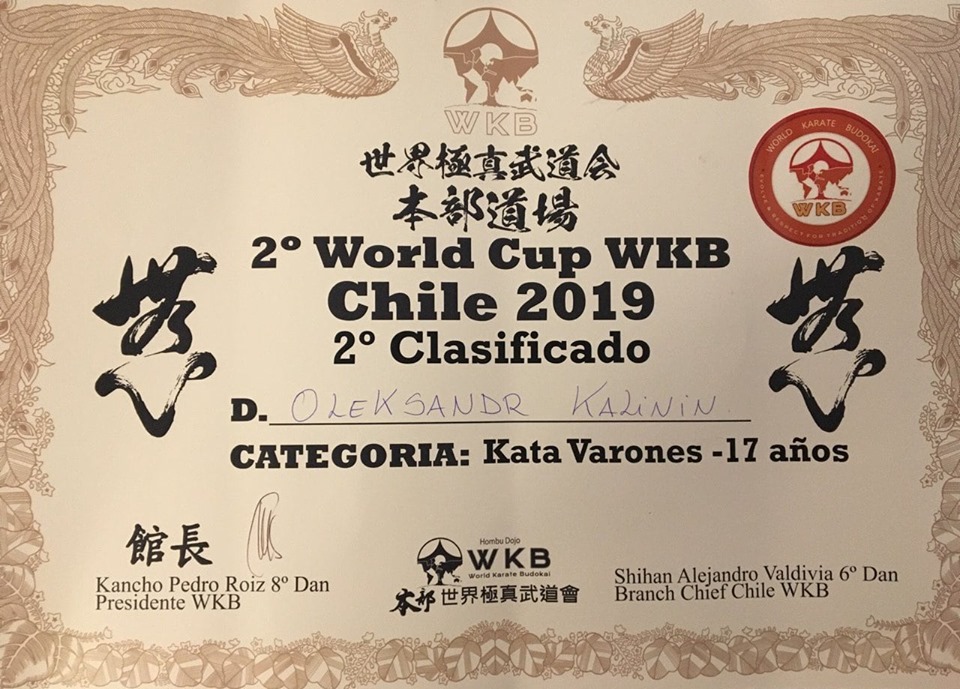 WKB
世界極真武道会
本部道場
WORLD KARATE BUDOKAI
WKB
2º World Cup WKB
Chile 2019
2º Clasificado
D. OLEKSANDR KALININ
CATEGORIA: Kata Varones -17 años
館長
Kancho Pedro Roiz 8º Dan
Presidente WKB
Hombu Dojo
WKB
World Karate Budokai
本部 世界極真武道會
Shihan Alejandro Valdivia 6º Dan
Branch Chief Chile WKB